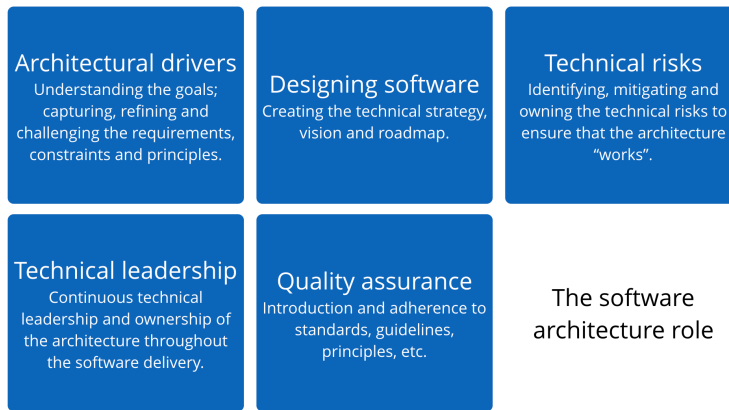 Architectural drivers
Understanding the goals;
capturing, refining and
challenging the requirements,
constraints and principles.
Designing software
Creating the technical strategy,
vision and roadmap.
Technical risks
Identifying, mitigating and
owning the technical risks to
ensure that the architecture
“works”.
Technical leadership
Continuous technical
leadership and ownership of
the architecture throughout
the software delivery.
Quality assurance
Introduction and adherence to
standards, guidelines,
principles, etc.
The software
architecture role